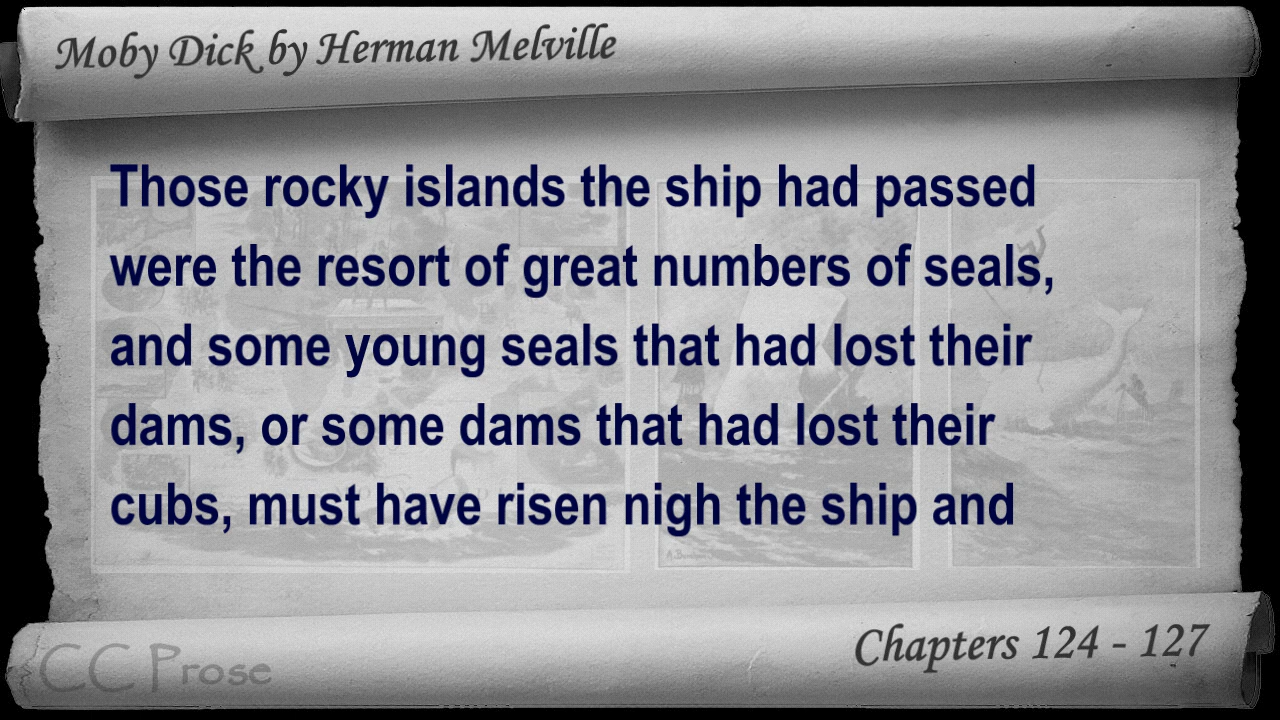 Moby Dick by Herman Melville
Those rocky islands the ship had passed
were the resort of great numbers of seals,
and some young seals that had lost their
dams, or some dams that had lost their
cubs, must have risen nigh the ship and
Chapters 124 - 127
CC Prose